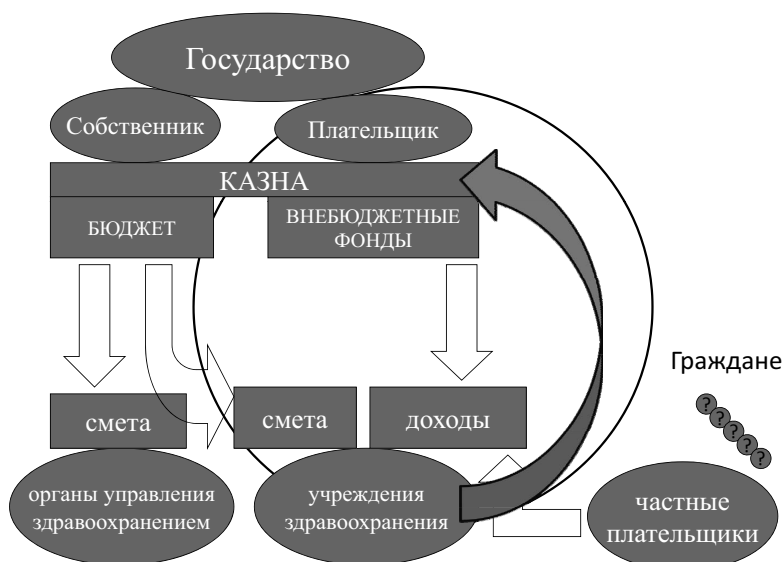 Государство
Собственник
Плательщик
КАЗНА
БЮДЖЕТ
ВНЕБЮДЖЕТНЫЕ
ФОНДЫ
Граждане
? ? ? ? ?
смета
смета
доходы
органы управления
здравоохранением
учреждения
здравоохранения
частные
плательщики